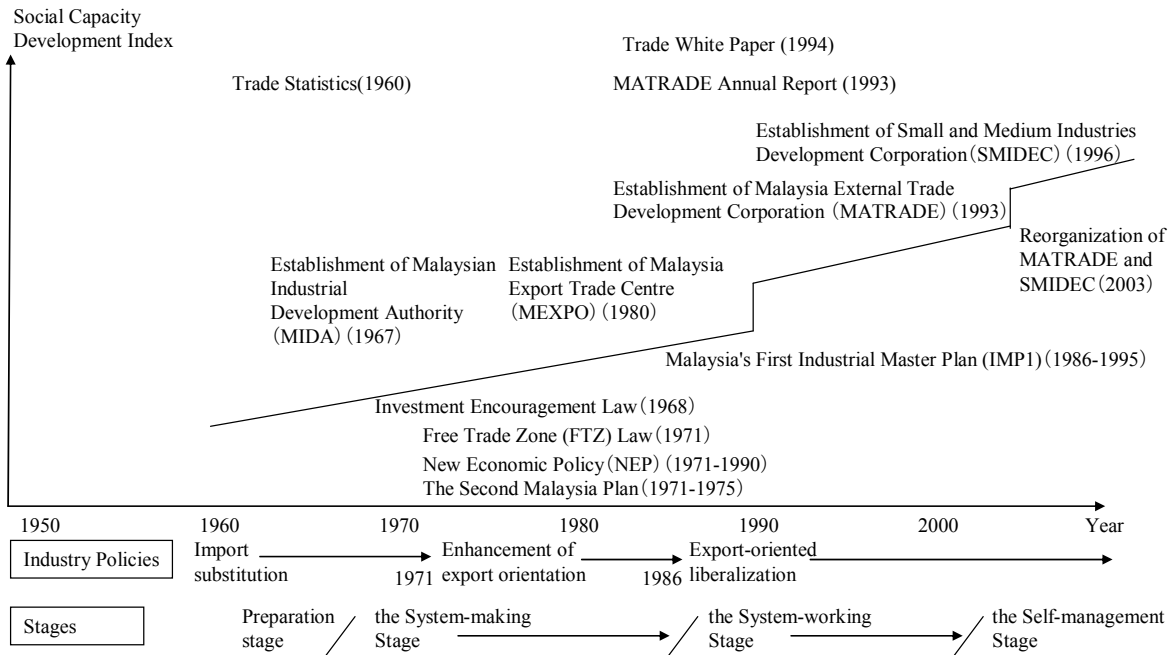 Social Capacity
Development Index
Trade White Paper (1994)
Trade Statistics(1960)
MATRADE Annual Report (1993)
Establishment of Small and Medium Industries
Development Corporation(SMIDEC) (1996)
Establishment of Malaysia External Trade
Development Corporation (MATRADE) (1993)
Reorganization of
MATRADE and
SMIDEC(2003)
Establishment of Malaysian
Industrial
Development Authority
(MIDA) (1967)
Establishment of Malaysia
Export Trade Centre
(MEXPO) (1980)
Malaysia's First Industrial Master Plan (IMP1) (1986-1995)
Investment Encouragement Law(1968)
Free Trade Zone (FTZ) Law(1971)
New Economic Policy(NEP) (1971-1990)
The Second Malaysia Plan(1971-1975)
1950 1960 1970 1980 1990 2000 Year
Industry Policies
Import
substitution
1971
Enhancement of
export orientation
1986
Export-oriented
liberalization
Stages
Preparation
stage
the System-making
Stage
the System-working
Stage
the Self-management
Stage